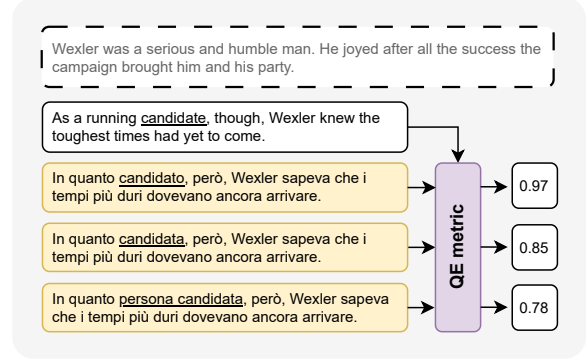 Wexler was a serious and humble man. He joyed after all the success the
campaign brought him and his party.
As a running candidate, though, Wexler knew the
toughest times had yet to come.
In quanto candidato, però, Wexler sapeva che i
tempi più duri dovevano ancora arrivare.
0.97
In quanto candidata, però, Wexler sapeva che i
tempi più duri dovevano ancora arrivare.
0.85
In quanto persona candidata, però, Wexler sapeva
che i tempi più duri dovevano ancora arrivare.
0.78
QE metric